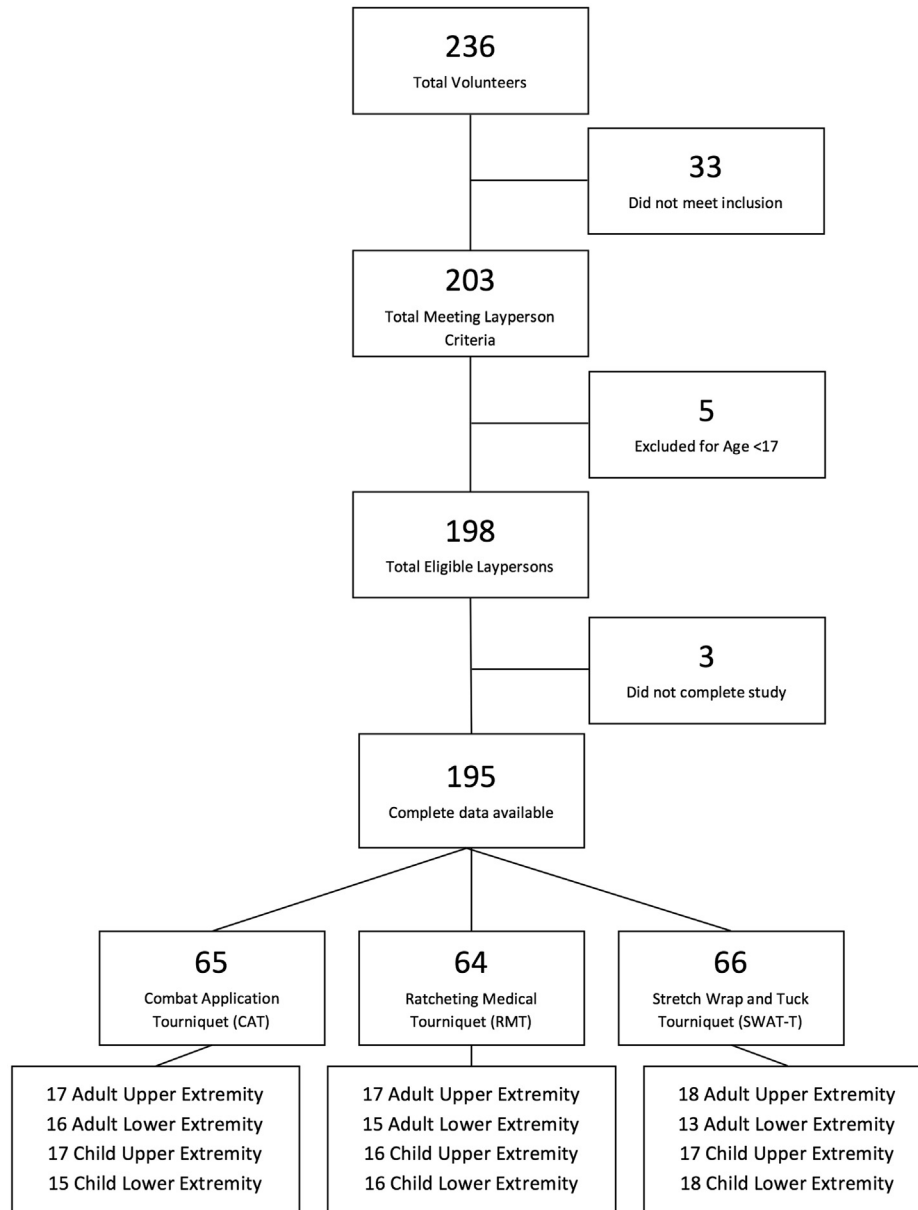 236
Total Volunteers
33
Did not meet inclusion
203
Total Meeting Layperson
Criteria
5
Excluded for Age <17
198
Total Eligible Laypersons
3
Did not complete study
195
Complete data available
65
Combat Application
Tourniquet (CAT)
64
Ratcheting Medical
Tourniquet (RMT)
66
Stretch Wrap and Tuck
Tourniquet (SWAT-T)
17 Adult Upper Extremity
16 Adult Lower Extremity
17 Child Upper Extremity
15 Child Lower Extremity
17 Adult Upper Extremity
15 Adult Lower Extremity
16 Child Upper Extremity
16 Child Lower Extremity
18 Adult Upper Extremity
13 Adult Lower Extremity
17 Child Upper Extremity
18 Child Lower Extremity